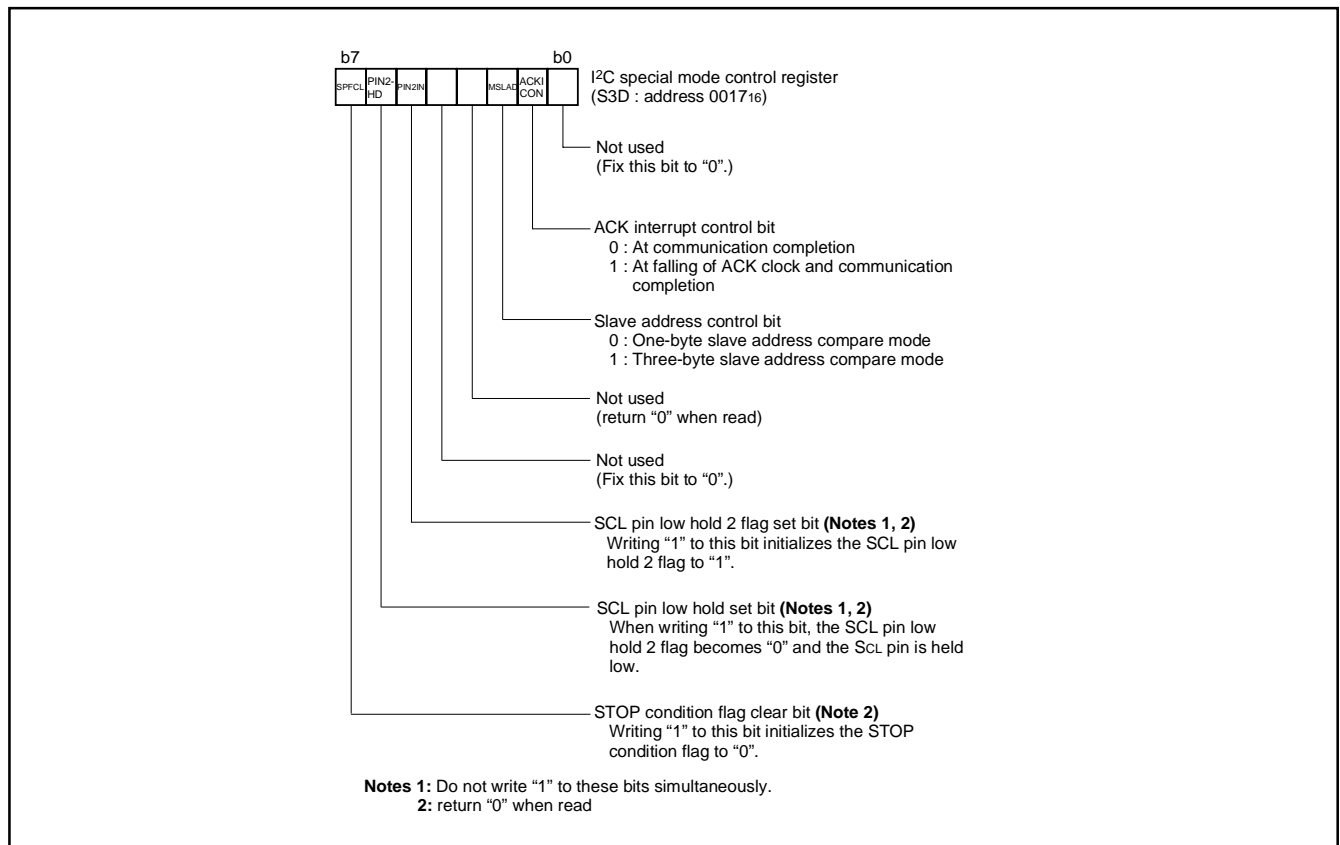 b7 b0
SPFCL PIN2-HD PIN2IN MSLAD ACKI CON
I2C special mode control register
(S3D : address 001716)
Not used
(Fix this bit to “0”.)
ACK interrupt control bit
0 : At communication completion
1 : At falling of ACK clock and communication
completion
Slave address control bit
0 : One-byte slave address compare mode
1 : Three-byte slave address compare mode
Not used
(return “0” when read)
Not used
(Fix this bit to “0”.)
SCL pin low hold 2 flag set bit (Notes 1, 2)
Writing “1” to this bit initializes the SCL pin low
hold 2 flag to “1”.
SCL pin low hold set bit (Notes 1, 2)
When writing “1” to this bit, the SCL pin low
hold 2 flag becomes “0” and the SCL pin is held
low.
STOP condition flag clear bit (Note 2)
Writing “1” to this bit initializes the STOP
condition flag to “0”.
Notes 1: Do not write “1” to these bits simultaneously.
2: return “0” when read